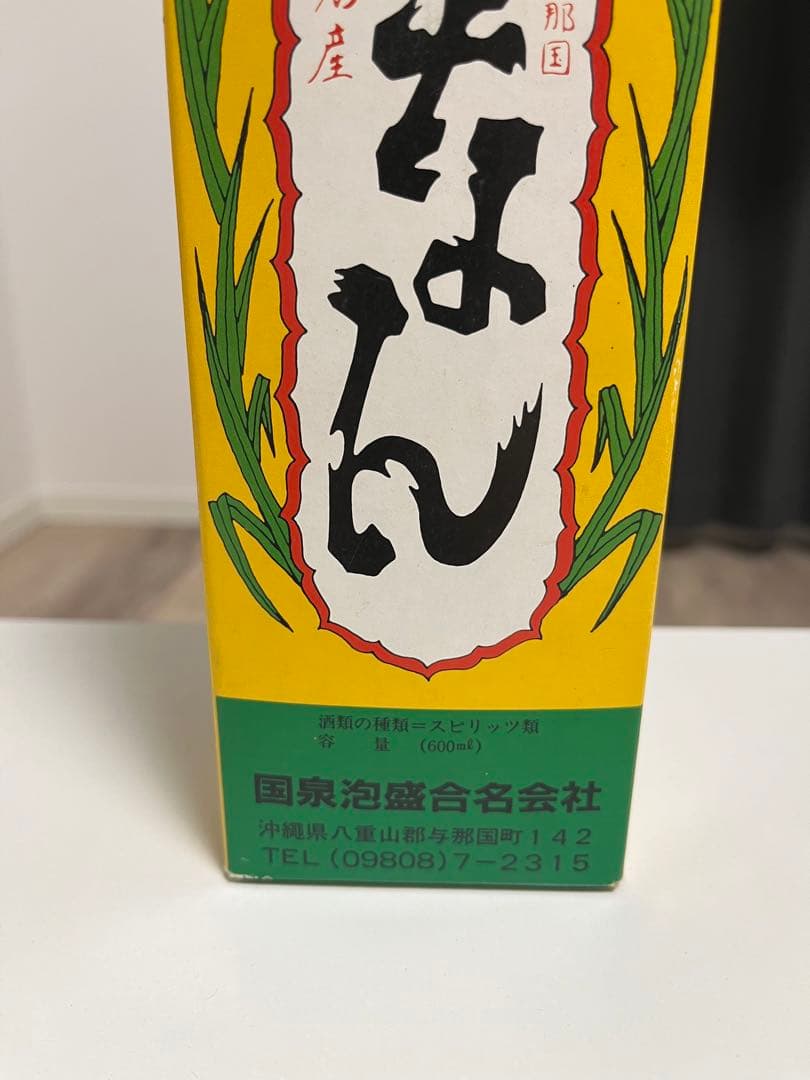 那国
産
なん
酒類の種類=スピリッツ類
容 量 (600㎖)
国泉泡盛合名会社
沖縄県八重山郡与那国町142
TEL (09808)7-2315